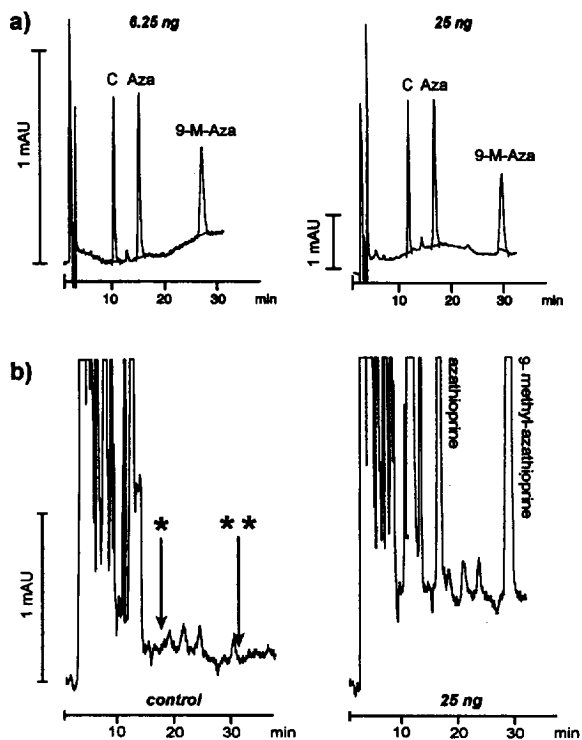 a)
6.25 ng
C Aza
9-M-Aza
1 mAU
10 20 30 min
25 ng
C Aza
9-M-Aza
1 mAU
10 20 30 min
b)
*
* *
1 mAU
control
10 20 30 min
azathioprine
9- methyl-azathioprine
25 ng
10 20 30 min